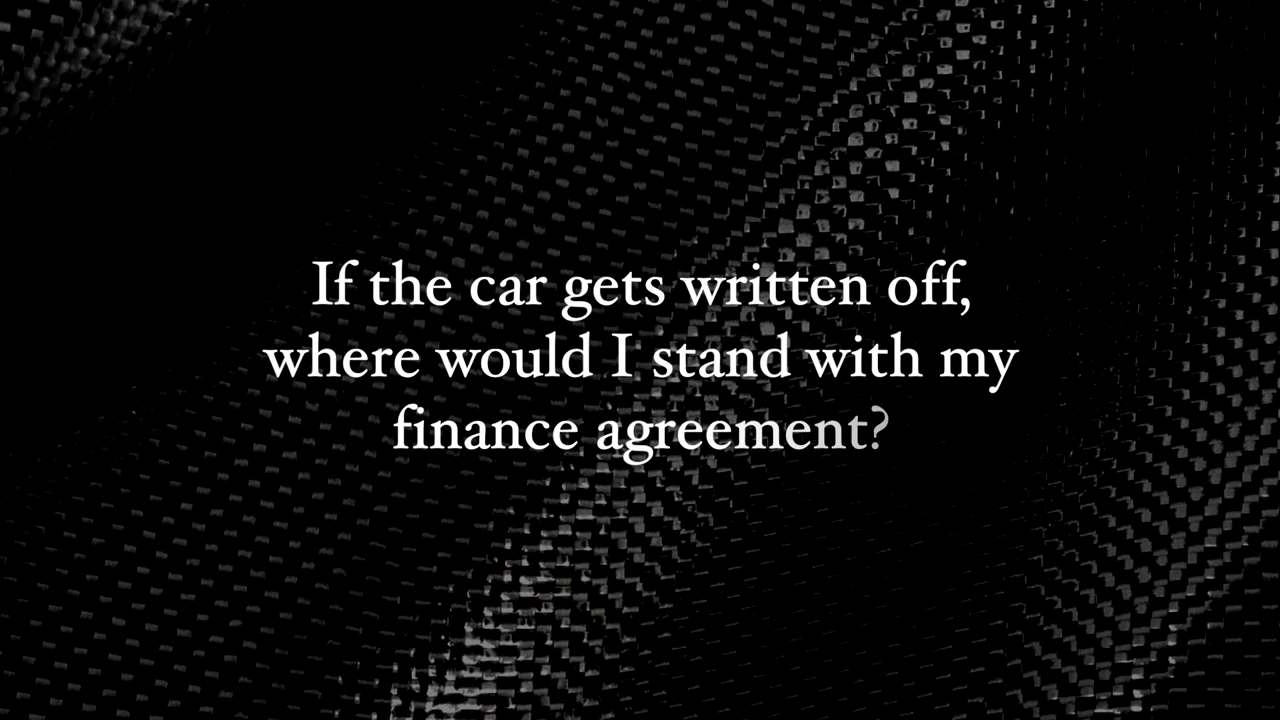 If the car gets written off,
where would I stand with my
finance agreement?